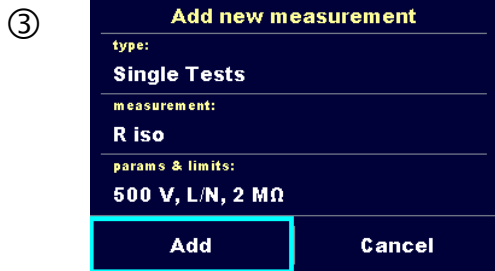 ③
Add new measurement
type:
Single Tests
measurement:
R iso
params & limits:
500 V, L/N, 2 MΩ
Add Cancel